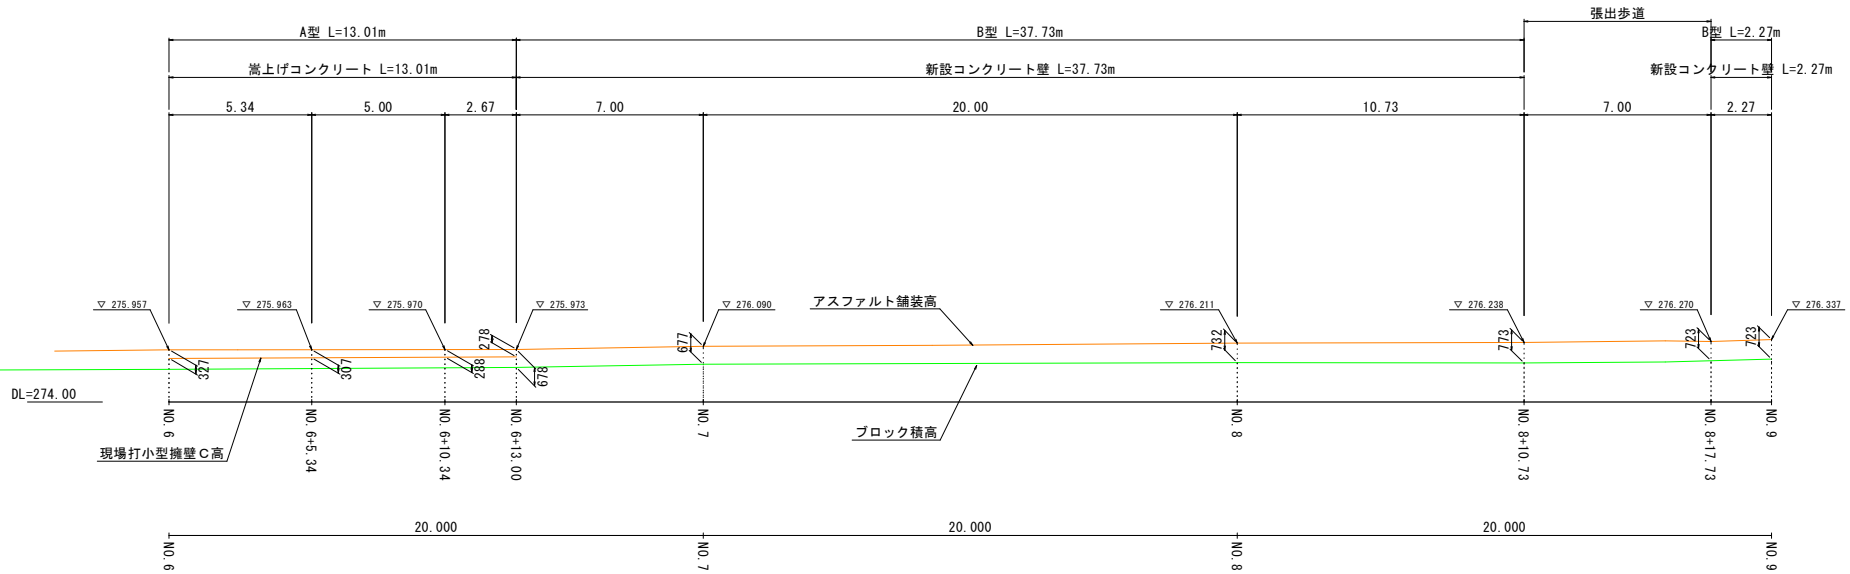 張出歩道
A型 L=13.01m
B型 L=37.73m
B型 L=2.27m
嵩上げコンクリート L=13.01m
新設コンクリート壁 L=37.73m
新設コンクリート壁 L=2.27m
5.34
5.00
2.67
7.00
20.00
10.73
7.00
2.27
▽ 275.957
▽ 275.963
▽ 275.970
▽ 275.973
▽ 276.090
アスファルト舗装高
▽ 276.211
▽ 276.238
▽ 276.270
▽ 276.337
327
307
288
278
678
677
732
773
723
723
DL=274.00
NO.6
NO.6+5.34
NO.6+10.34
NO.6+13.00
NO.7
NO.8
NO.8+10.73
NO.8+17.73
NO.9
現場打小型擁壁C高
ブロック積高
20.000
20.000
20.000
NO.6
NO.7
NO.8
NO.9